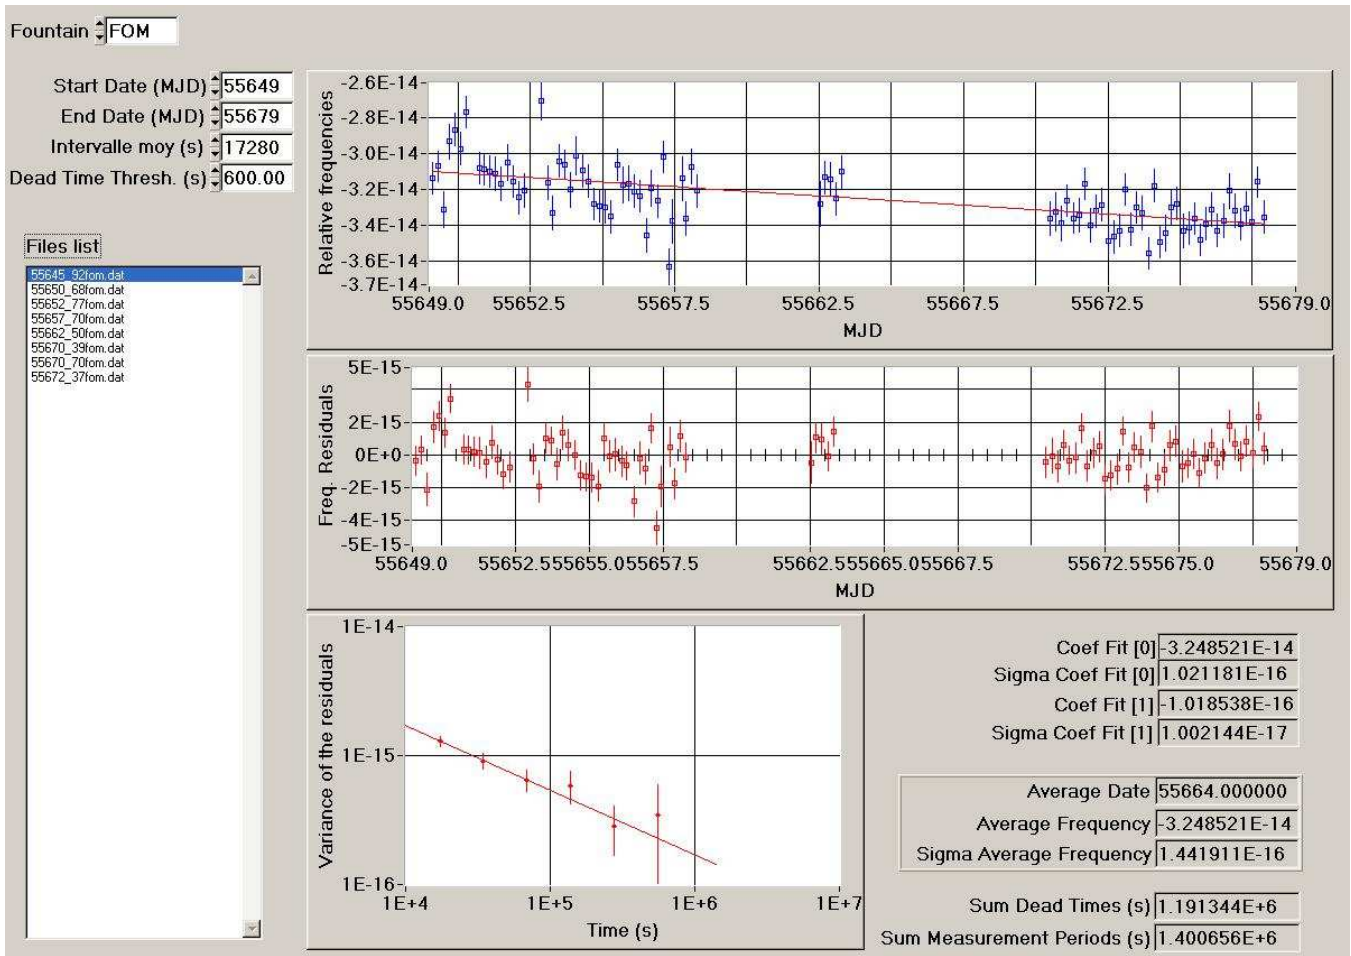 Fountain FOM
Start Date (MJD) 55649
End Date (MJD) 55679
Intervalle moy (s) 17280
Dead Time Thresh. (s) 600.00
Files list
55645_92fom.dat
55650_68fom.dat
55652_77fom.dat
55657_70fom.dat
55662_50fom.dat
55670_39fom.dat
55670_70fom.dat
55672_37fom.dat
Relative frequencies
-2.6E-14
-2.8E-14
-3.0E-14
-3.2E-14
-3.4E-14
-3.6E-14
-3.7E-14
55649.0 55652.5 55657.5 55662.5 55667.5 55672.5 55679.0
MJD
Freq. Residuals
5E-15
2E-15
0E+0
-2E-15
-4E-15
-5E-15
55649.0 55652.555655.055657.5 55662.555665.055667.5 55672.555675.0 55679.0
MJD
Variance of the residuals
1E-14
1E-15
1E-16
1E+4 1E+5 1E+6 1E+7
Time (s)
Coef Fit [0] -3.248521E-14
Sigma Coef Fit [0] 1.021181E-16
Coef Fit [1] -1.018538E-16
Sigma Coef Fit [1] 1.002144E-17
Average Date 55664.000000
Average Frequency -3.248521E-14
Sigma Average Frequency 1.441911E-16
Sum Dead Times (s) 1.191344E+6
Sum Measurement Periods (s) 1.400656E+6